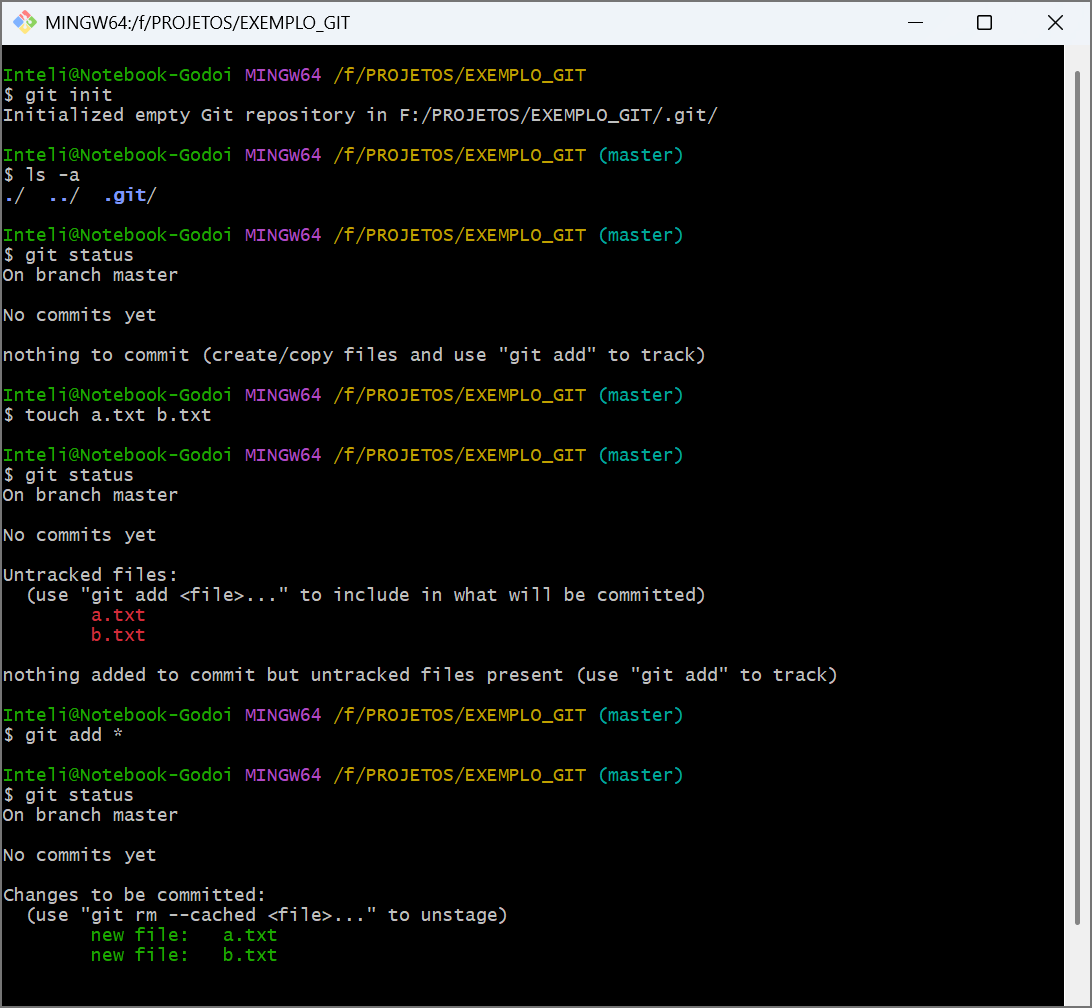 MINGW64:/f/PROJETOS/EXEMPLO_GIT
Inteli@Notebook-Godoi MINGW64 /f/PROJETOS/EXEMPLO_GIT
$ git init
Initialized empty Git repository in F:/PROJETOS/EXEMPLO_GIT/.git/
Inteli@Notebook-Godoi MINGW64 /f/PROJETOS/EXEMPLO_GIT (master)
$ ls -a
./  ../  .git/
Inteli@Notebook-Godoi MINGW64 /f/PROJETOS/EXEMPLO_GIT (master)
$ git status
On branch master
No commits yet
nothing to commit (create/copy files and use "git add" to track)
Inteli@Notebook-Godoi MINGW64 /f/PROJETOS/EXEMPLO_GIT (master)
$ touch a.txt b.txt
Inteli@Notebook-Godoi MINGW64 /f/PROJETOS/EXEMPLO_GIT (master)
$ git status
On branch master
No commits yet
Untracked files:
  (use "git add <file>..." to include in what will be committed)
        a.txt
        b.txt
nothing added to commit but untracked files present (use "git add" to track)
Inteli@Notebook-Godoi MINGW64 /f/PROJETOS/EXEMPLO_GIT (master)
$ git add *
Inteli@Notebook-Godoi MINGW64 /f/PROJETOS/EXEMPLO_GIT (master)
$ git status
On branch master
No commits yet
Changes to be committed:
  (use "git rm --cached <file>..." to unstage)
        new file:   a.txt
        new file:   b.txt